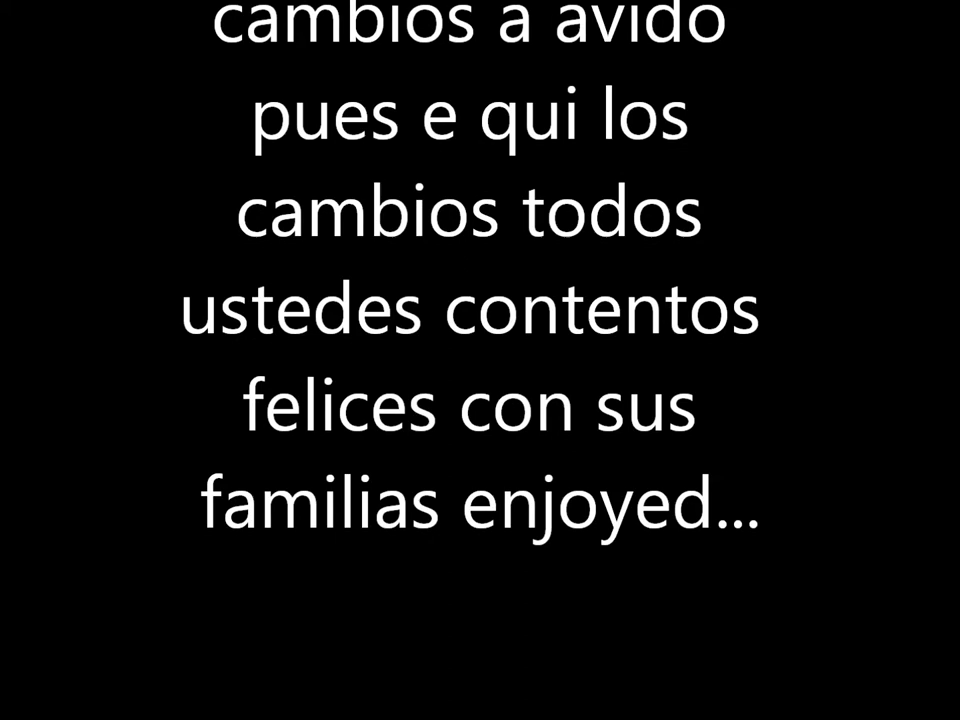 cambios a avido
pues e qui los
cambios todos
ustedes contentos
felices con sus
familias enjoyed...